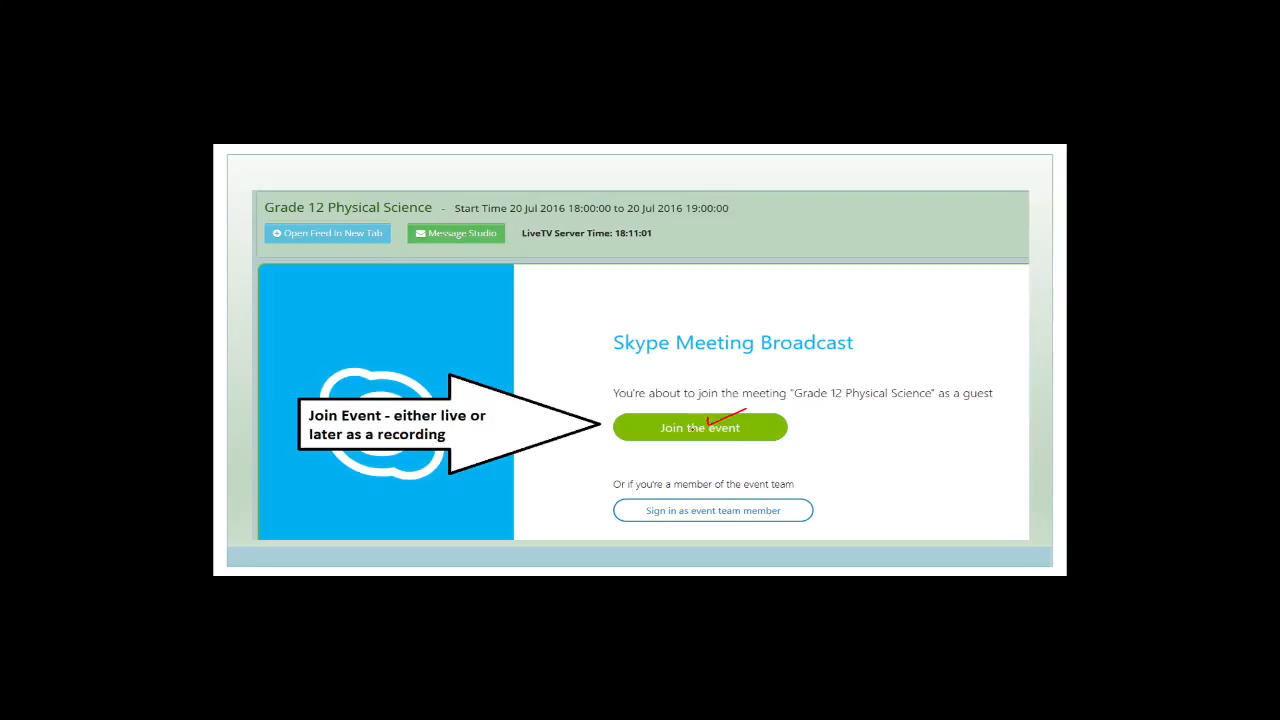 Grade 12 Physical Science - Start Time 20 Jul 2016 18:00:00 to 20 Jul 2016 19:00:00
Open Feed In New Tab Message Studio LiveTV Server Time: 18:11:01
Skype Meeting Broadcast
You're about to join the meeting "Grade 12 Physical Science" as a guest
Join Event - either live or
later as a recording
Join the event
Or if you're a member of the event team
Sign in as event team member